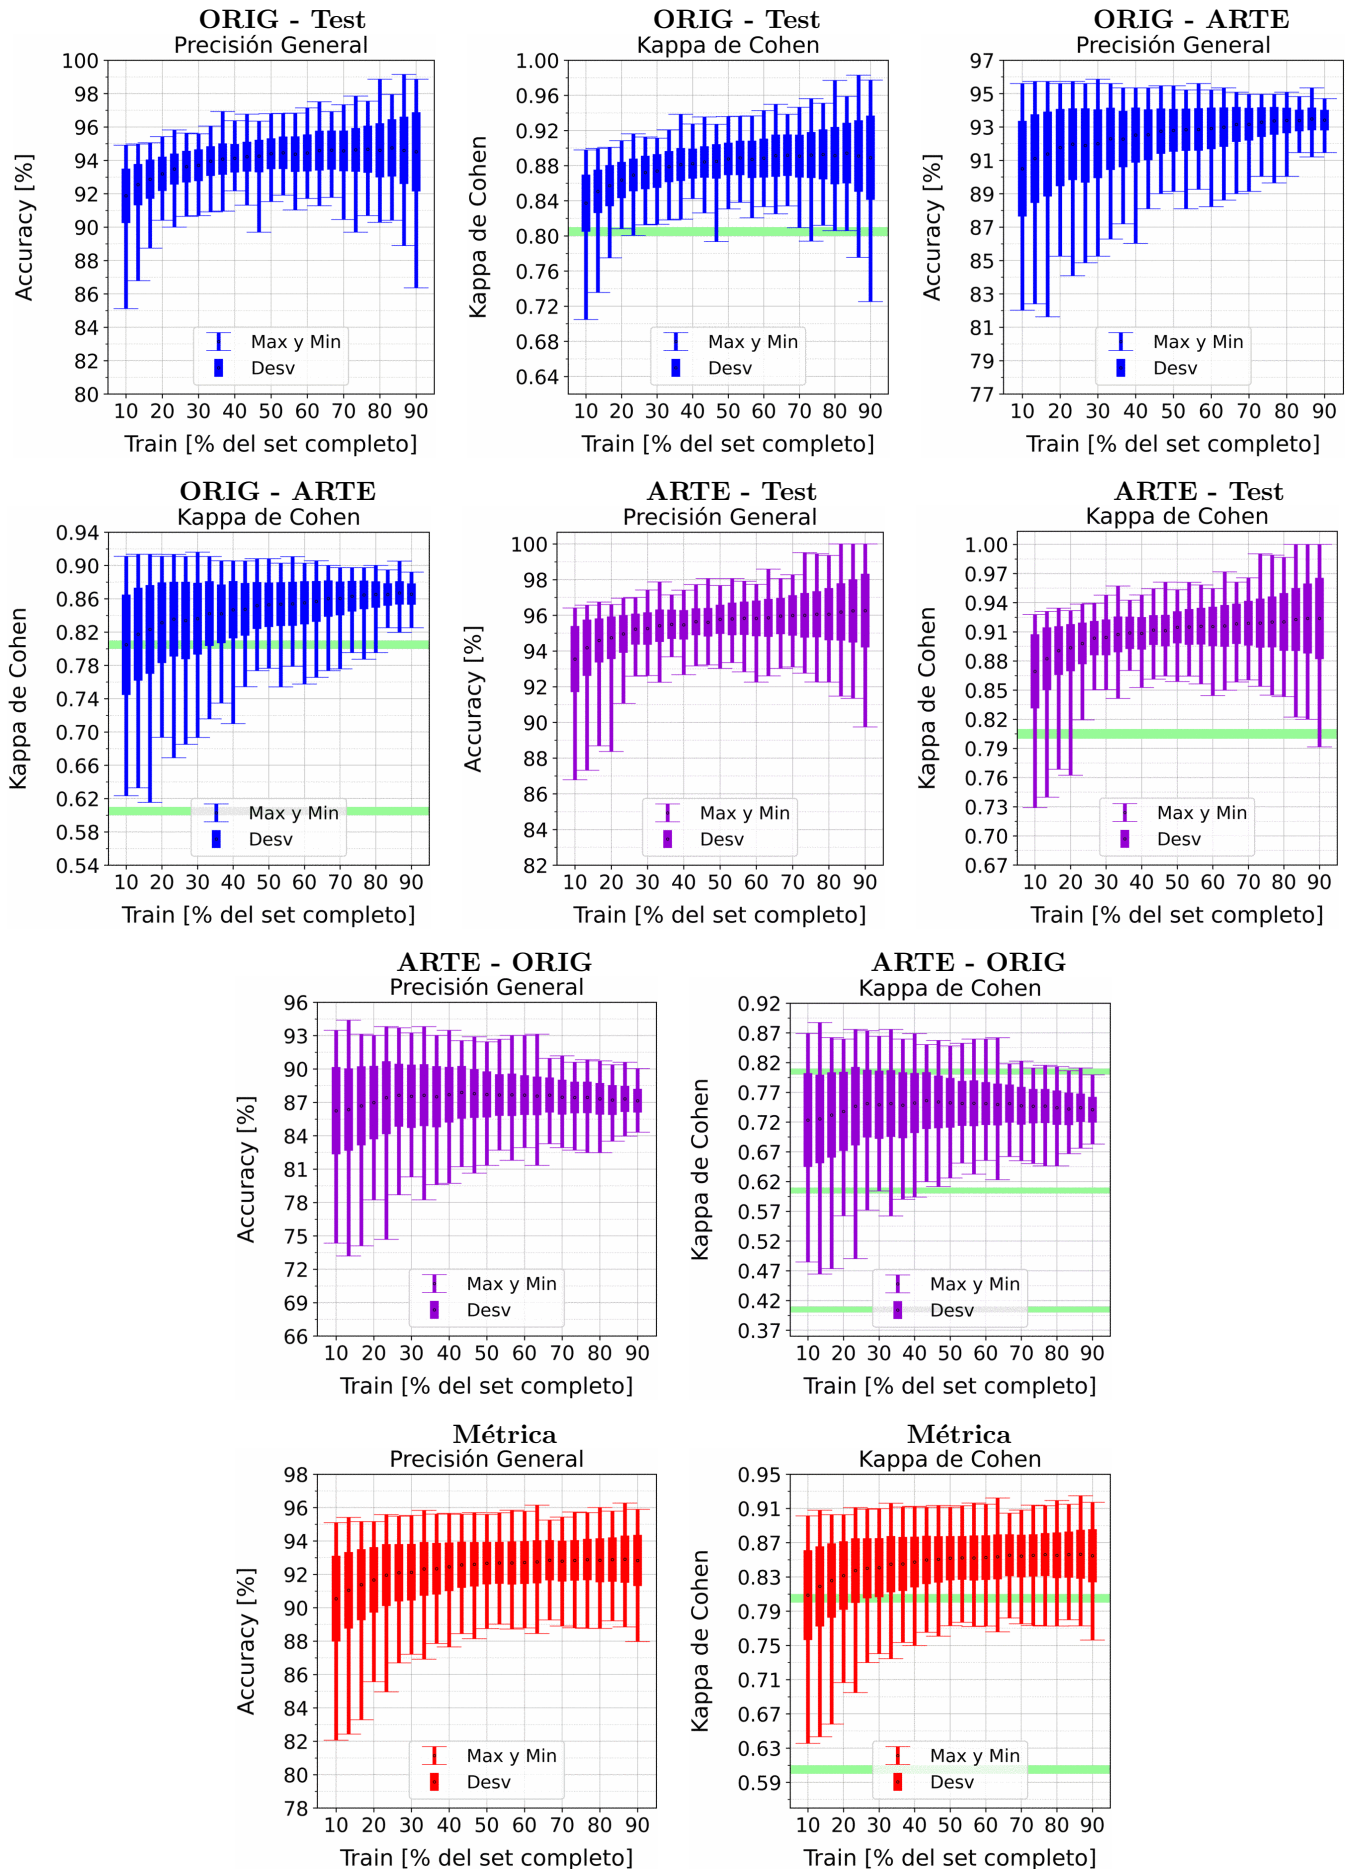 ORIG - Test
Precisión General
Accuracy [%]
100
98
96
94
92
90
88
86
84
82
80
Max y Min
Desv
10 20 30 40 50 60 70 80 90
Train [% del set completo]
ORIG - Test
Kappa de Cohen
Kappa de Cohen
1.00
0.96
0.92
0.88
0.84
0.80
0.76
0.72
0.68
0.64
Max y Min
Desv
10 20 30 40 50 60 70 80 90
Train [% del set completo]
ORIG - ARTE
Precisión General
Accuracy [%]
97
95
93
91
89
87
85
83
81
79
77
Max y Min
Desv
10 20 30 40 50 60 70 80 90
Train [% del set completo]
ORIG - ARTE
Kappa de Cohen
Kappa de Cohen
0.94
0.90
0.86
0.82
0.78
0.74
0.70
0.66
0.62
0.58
0.54
Max y Min
Desv
10 20 30 40 50 60 70 80 90
Train [% del set completo]
ARTE - Test
Precisión General
Accuracy [%]
100
98
96
94
92
90
88
86
84
82
Max y Min
Desv
10 20 30 40 50 60 70 80 90
Train [% del set completo]
ARTE - Test
Kappa de Cohen
Kappa de Cohen
1.00
0.97
0.94
0.91
0.88
0.85
0.82
0.79
0.76
0.73
0.70
0.67
Max y Min
Desv
10 20 30 40 50 60 70 80 90
Train [% del set completo]
ARTE - ORIG
Precisión General
Accuracy [%]
96
93
90
87
84
81
78
75
72
69
66
Max y Min
Desv
10 20 30 40 50 60 70 80 90
Train [% del set completo]
ARTE - ORIG
Kappa de Cohen
Kappa de Cohen
0.92
0.87
0.82
0.77
0.72
0.67
0.62
0.57
0.52
0.47
0.42
0.37
Max y Min
Desv
10 20 30 40 50 60 70 80 90
Train [% del set completo]
Métrica
Precisión General
Accuracy [%]
98
96
94
92
90
88
86
84
82
80
78
Max y Min
Desv
10 20 30 40 50 60 70 80 90
Train [% del set completo]
Métrica
Kappa de Cohen
Kappa de Cohen
0.95
0.91
0.87
0.83
0.79
0.75
0.71
0.67
0.63
0.59
Max y Min
Desv
10 20 30 40 50 60 70 80 90
Train [% del set completo]